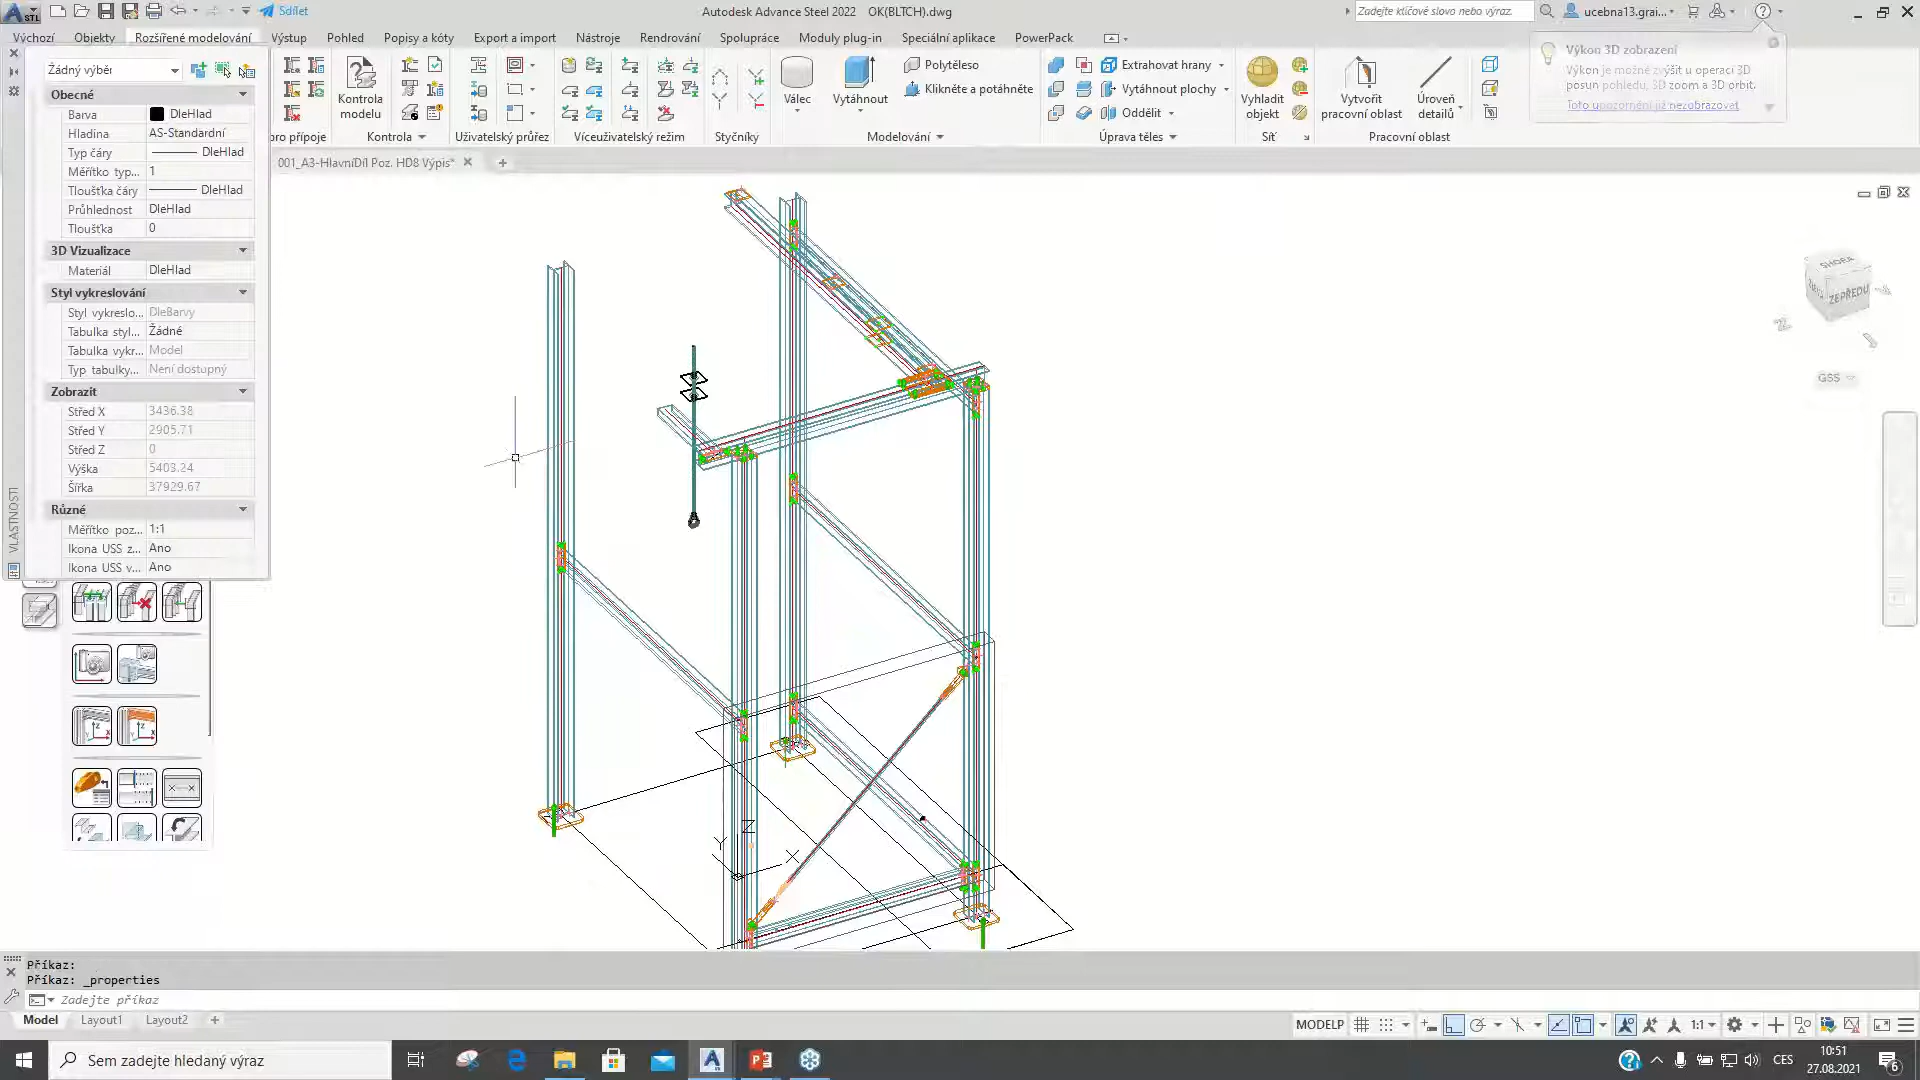 STL
Sdílet
Autodesk Advance Steel 2022 OK(BLTCH).dwg
Zadejte klíčové slovo nebo výraz.
ucebna13.grai...
Výchozí Objekty Rozšířené modelování Výstup Pohled Popisy a kóty Export a import Nástroje Rendrování Spolupráce Moduly plug-in Speciální aplikace PowerPack
Žádný výběr
Obecné
Barva DleHlad
Hladina AS-Standardní
Typ čáry DleHlad
Měřítko typ... 1
Tloušťka čáry DleHlad
Průhlednost DleHlad
Tloušťka 0
3D Vizualizace
Materiál DleHlad
Styl vykreslování
Styl vykreslo... DleBarvy
Tabulka styl... Žádné
Tabulka vykr... Model
Typ tabulky... Není dostupný
Zobrazit
Střed X 3436.38
Střed Y 2905.71
Střed Z 0
Výška 5403.24
Šířka 37929.67
Různé
Měřítko poz... 1:1
Ikona USS z... Ano
Ikona USS v... Ano
VLASTNOSTI
Kontrola modelu
Válec
Vytáhnout
Polytěleso
Klikněte a potáhněte
Extrahovat hrany
Vytáhnout plochy
Oddělit
Vyhladit objekt
Vytvořit pracovní oblast
Úroveň detailů
pro přípoje Kontrola Uživatelský průřez Víceuživatelský režim Styčníky Modelování Úprava těles Pracovní oblast
Výkon 3D zobrazení
Výkon je možné zvýšit u operací 3D
posun pohledu, 3D zoom a 3D orbit.
Toto upozornění již nezobrazovat
001_A3-HlavníDíl Poz. HD8 Výpis*
SHORA
ZEPŘEDU
GSS
Z
Y
X
Příkaz:
Příkaz: _properties
Zadejte příkaz
Model Layout1 Layout2 +
MODELP
1:1
Sem zadejte hledaný výraz
CES
10:51
27.08.2021
6